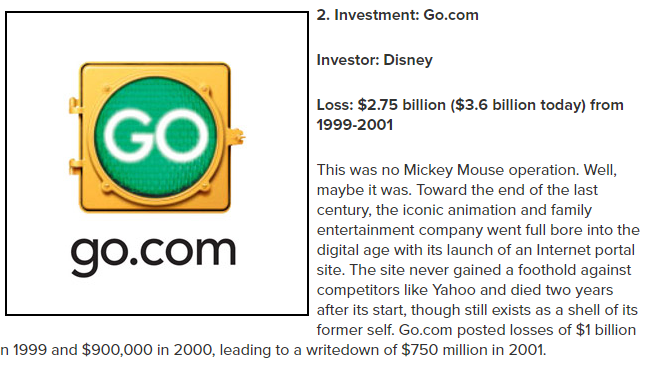 GO
go.com
2. Investment: Go.com
Investor: Disney
Loss: $2.75 billion ($3.6 billion today) from
1999-2001
This was no Mickey Mouse operation. Well,
maybe it was. Toward the end of the last
century, the iconic animation and family
entertainment company went full bore into the
digital age with its launch of an Internet portal
site. The site never gained a foothold against
competitors like Yahoo and died two years
after its start, though still exists as a shell of its
former self. Go.com posted losses of $1 billion
n 1999 and $900,000 in 2000, leading to a writedown of $750 million in 2001.